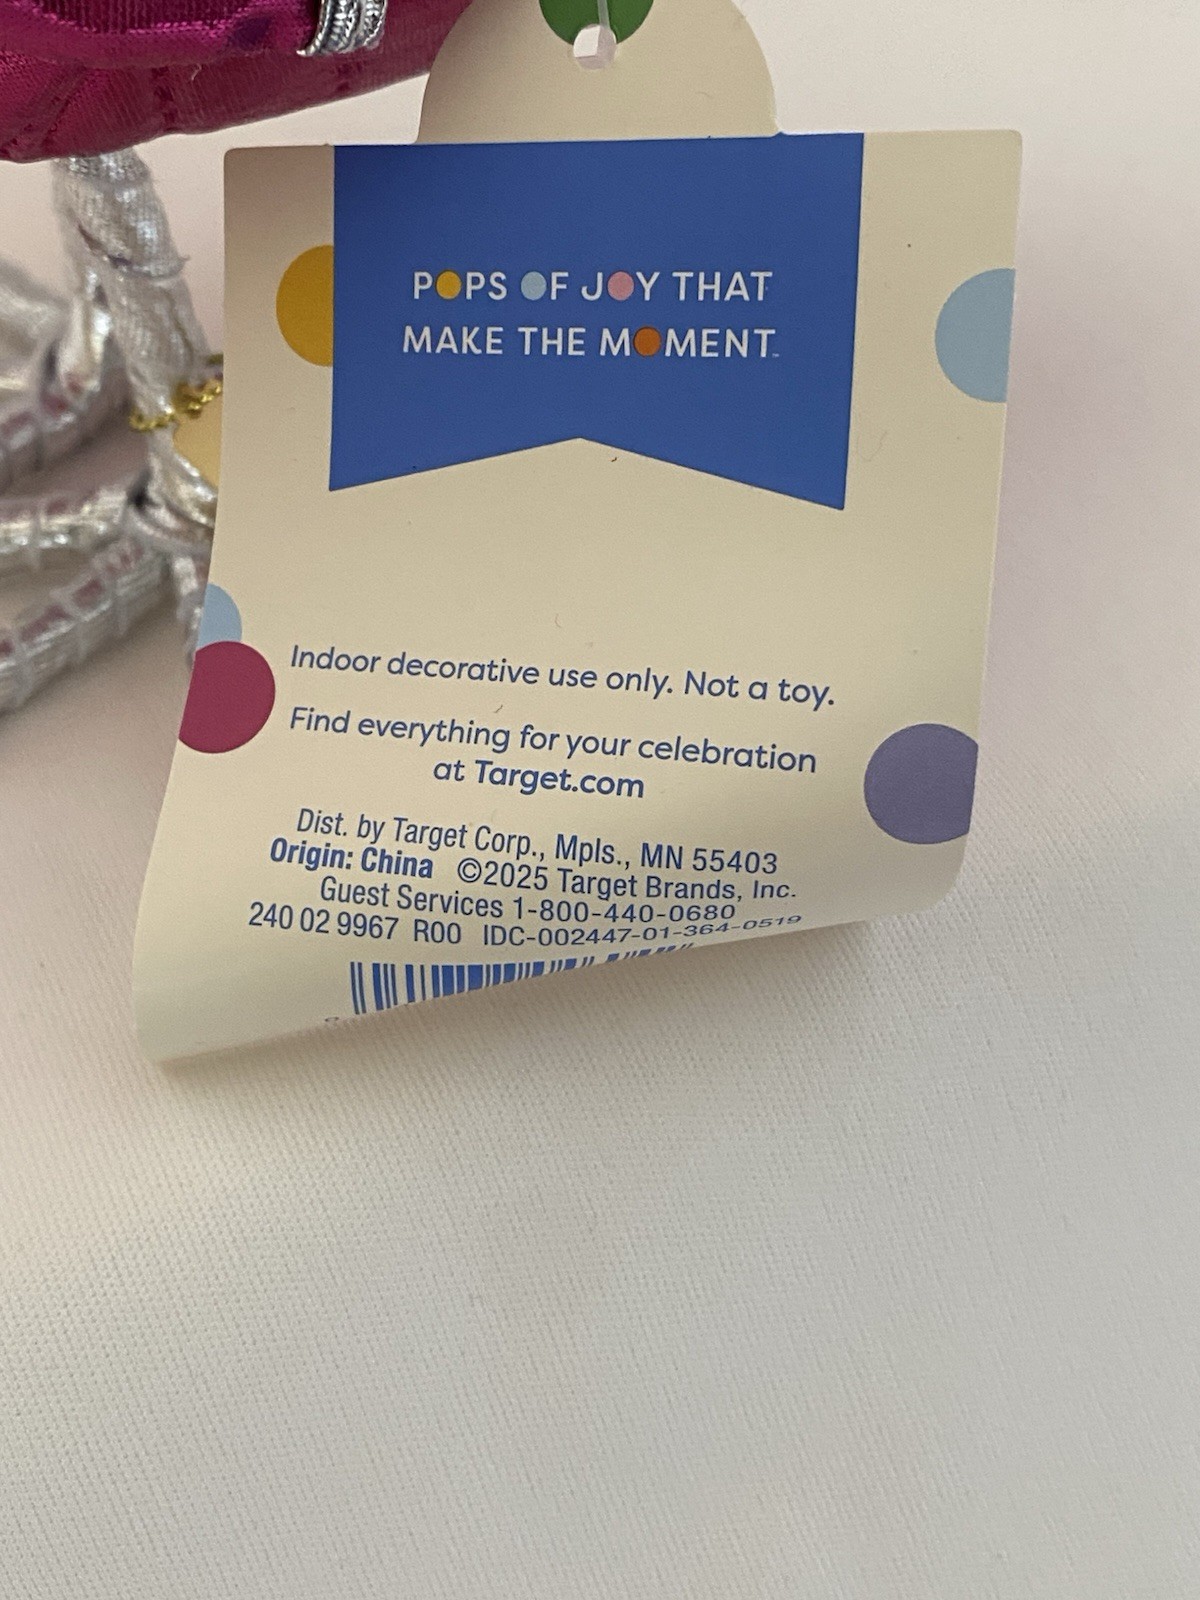 POPS OF JOY THAT
MAKE THE MOMENT™
Indoor decorative use only. Not a toy.
Find everything for your celebration
at Target.com
Dist. by Target Corp., Mpls., MN 55403
Origin: China ©2025 Target Brands, Inc.
Guest Services 1-800-440-0680
240 02 9967 R00 IDC-002447-01-364-0519